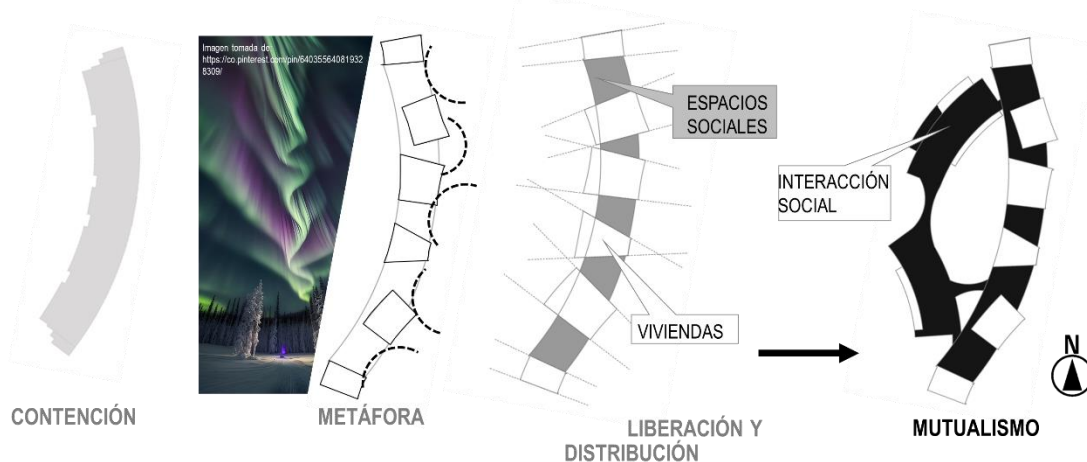 Imagen tomada de:
https://co.pinterest.com/pin/64035564081932
8309/
ESPACIOS
SOCIALES
VIVIENDAS
INTERACCIÓN
SOCIAL
N
CONTENCIÓN
METÁFORA
LIBERACIÓN Y
DISTRIBUCIÓN
MUTUALISMO